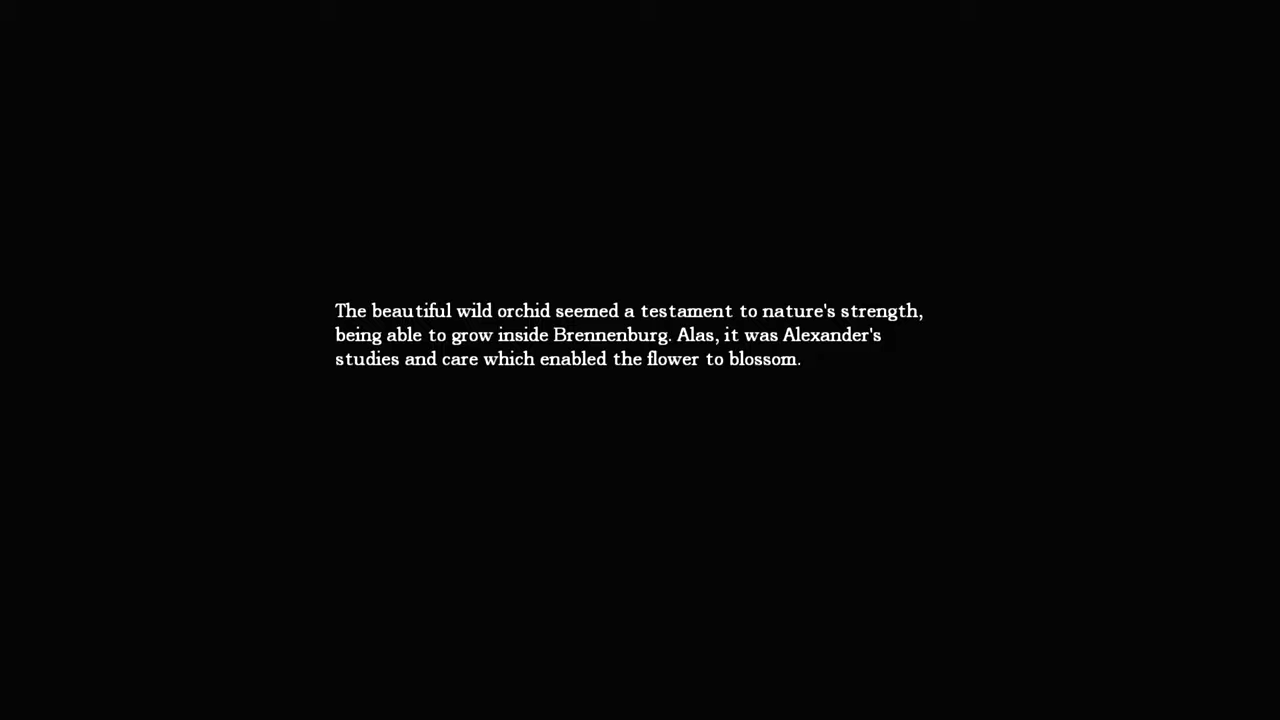 The beautiful wild orchid seemed a testament to nature's strength,
being able to grow inside Brennenburg. Alas, it was Alexander's
studies and care which enabled the flower to blossom.